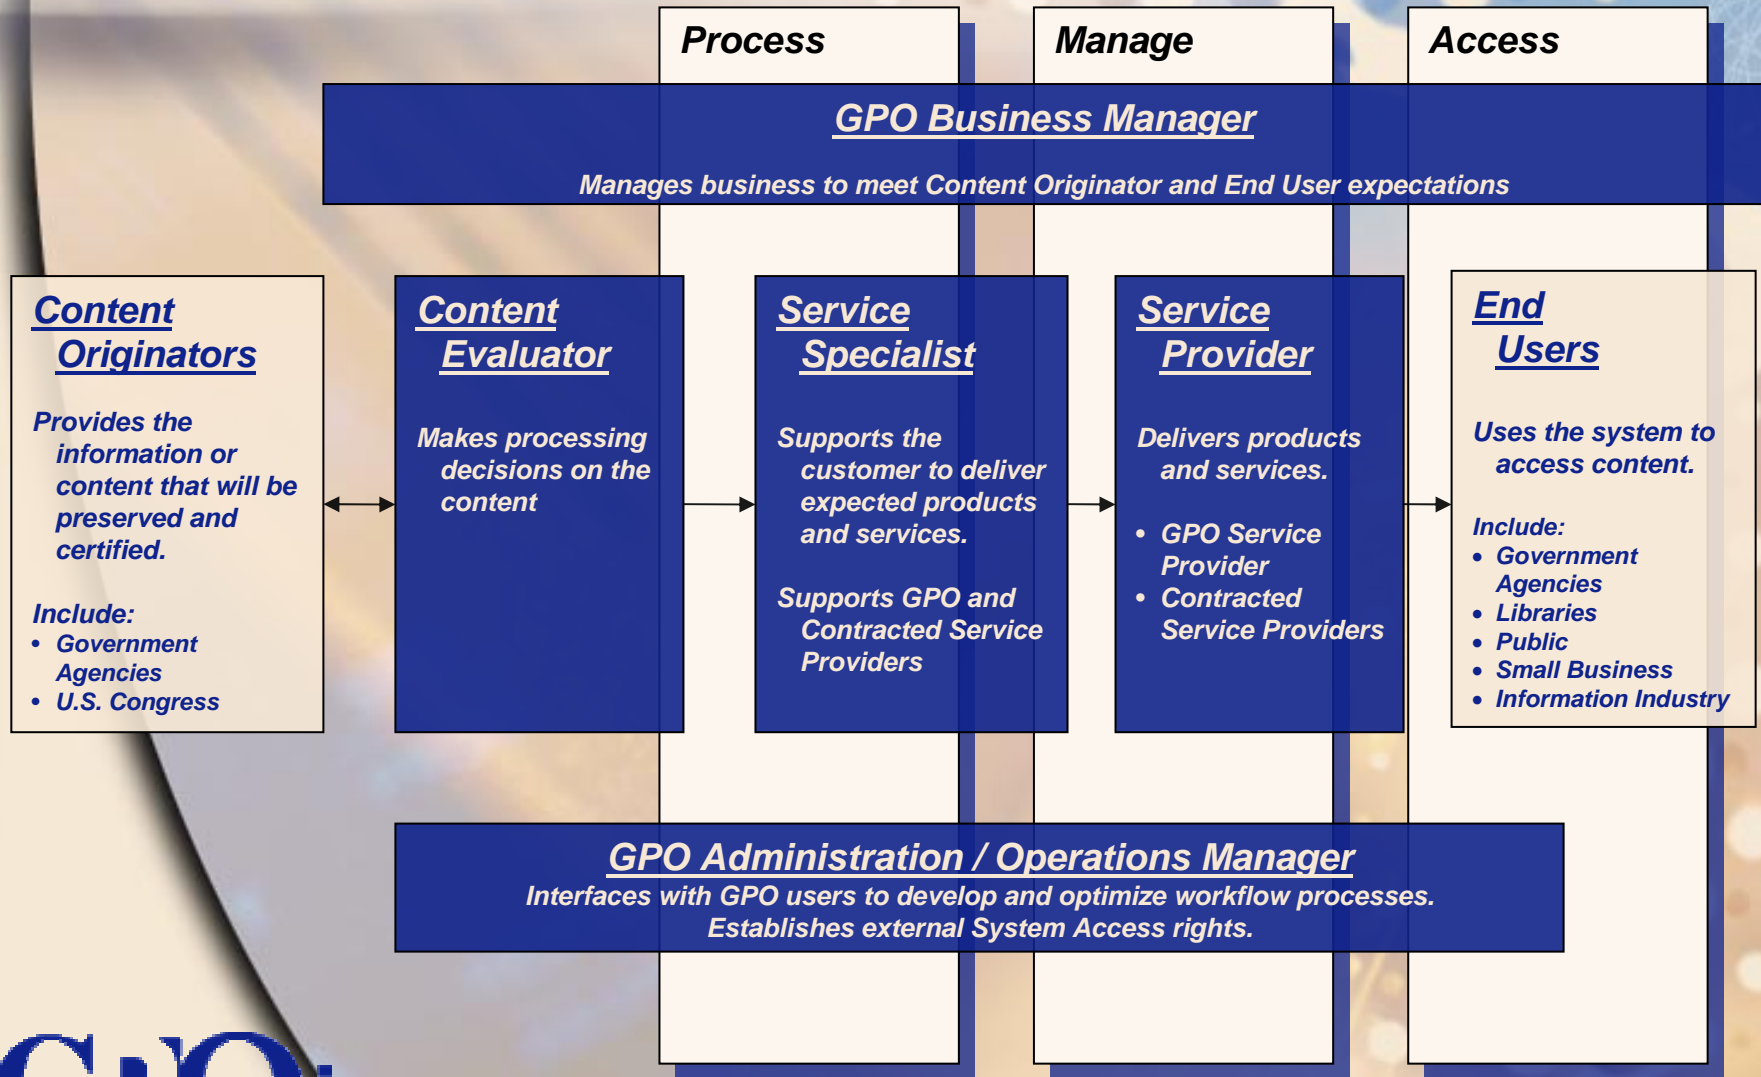 Process
Manage
Access
GPO Business Manager
Manages business to meet Content Originator and End User expectations
Content
Originators
Provides the
information or
content that will be
preserved and
certified.
Include:
• Government
Agencies
• U.S. Congress
Content
Evaluator
Makes processing
decisions on the
content
Service
Specialist
Supports the
customer to deliver
expected products
and services.
Supports GPO and
Contracted Service
Providers
Service
Provider
Delivers products
and services.
• GPO Service
Provider
• Contracted
Service Providers
End
Users
Uses the system to
access content.
Include:
• Government
Agencies
• Libraries
• Public
• Small Business
• Information Industry
GPO Administration / Operations Manager
Interfaces with GPO users to develop and optimize workflow processes.
Establishes external System Access rights.